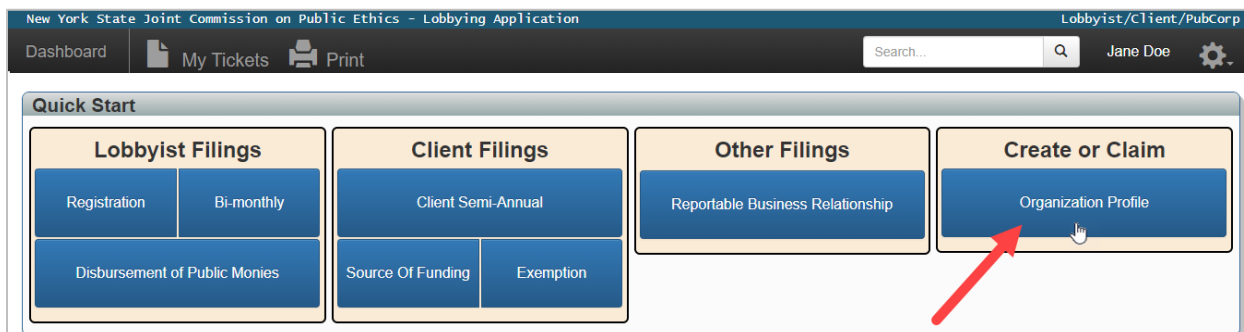 New York State Joint Commission on Public Ethics - Lobbying Application
Lobbyist/Client/PubCorp
Dashboard
My Tickets
Print
Search...
Jane Doe
Quick Start
Lobbyist Filings
Registration
Bi-monthly
Disbursement of Public Monies
Client Filings
Client Semi-Annual
Source Of Funding
Exemption
Other Filings
Reportable Business Relationship
Create or Claim
Organization Profile